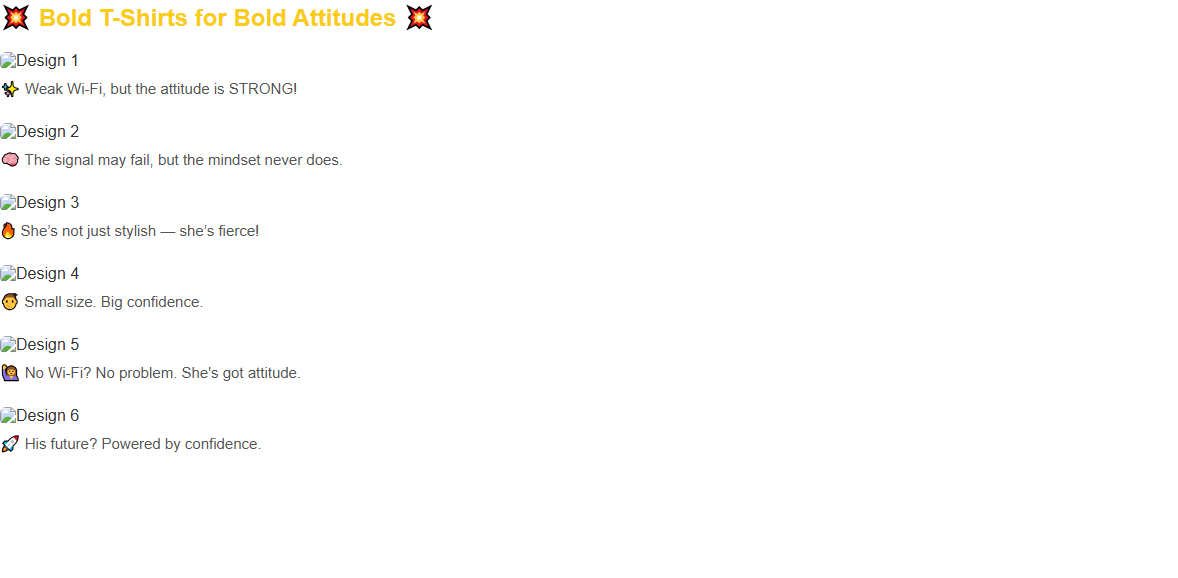 💥 Bold T-Shirts for Bold Attitudes 💥
Design 1
✨ Weak Wi-Fi, but the attitude is STRONG!
Design 2
🧠 The signal may fail, but the mindset never does.
Design 3
🔥 She’s not just stylish — she’s fierce!
Design 4
👦 Small size. Big confidence.
Design 5
🙋‍♀️ No Wi-Fi? No problem. She's got attitude.
Design 6
🚀 His future? Powered by confidence.